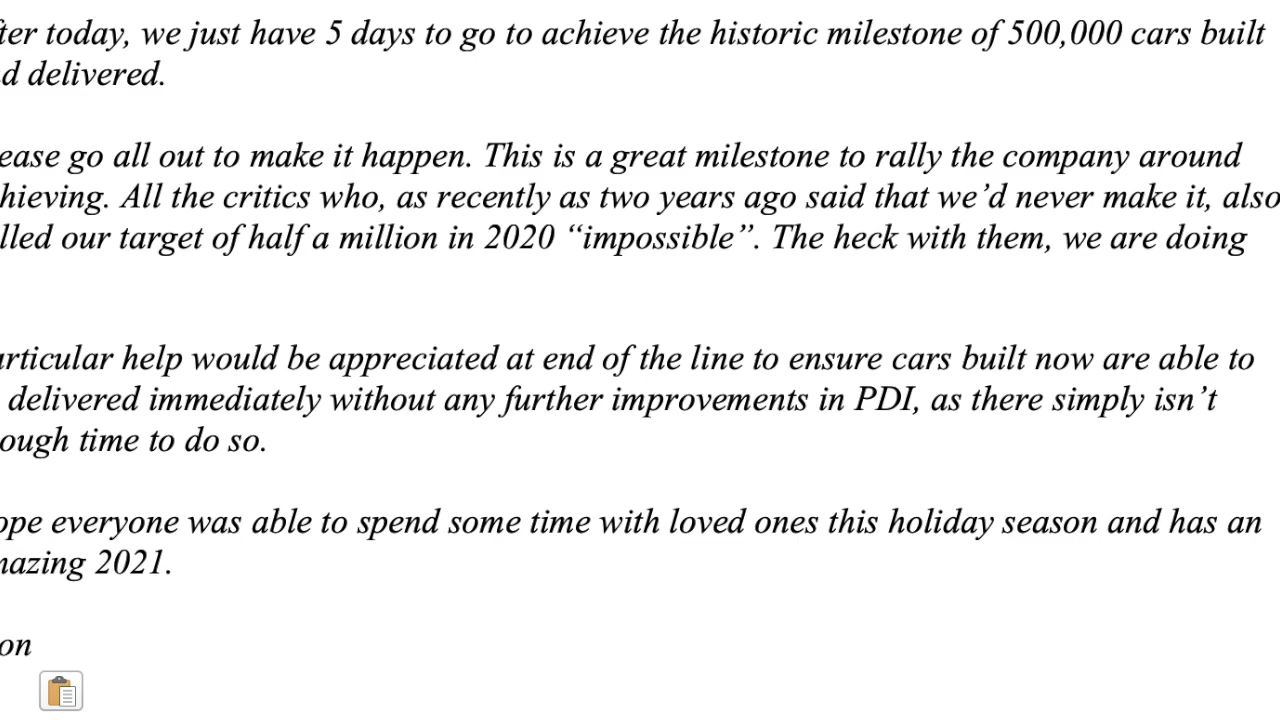 ter today, we just have 5 days to go to achieve the historic milestone of 500,000 cars built
d delivered.
ease go all out to make it happen. This is a great milestone to rally the company around
hieving. All the critics who, as recently as two years ago said that we’d never make it, also
lled our target of half a million in 2020 “impossible”. The heck with them, we are doing
rticular help would be appreciated at end of the line to ensure cars built now are able to
delivered immediately without any further improvements in PDI, as there simply isn’t
ough time to do so.
ope everyone was able to spend some time with loved ones this holiday season and has an
mazing 2021.
on